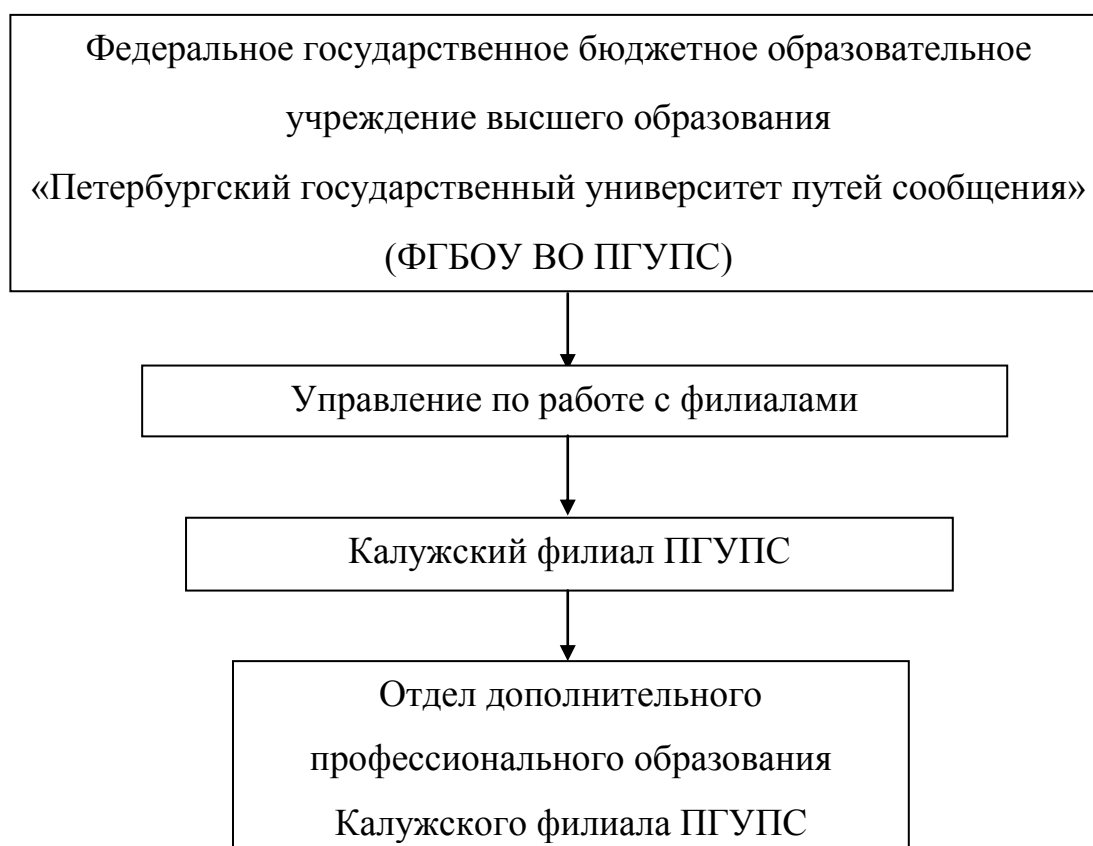 Федеральное государственное бюджетное образовательное
учреждение высшего образования
«Петербургский государственный университет путей сообщения»
(ФГБОУ ВО ПГУПС)
Управление по работе с филиалами
Калужский филиал ПГУПС
Отдел дополнительного
профессионального образования
Калужского филиала ПГУПС